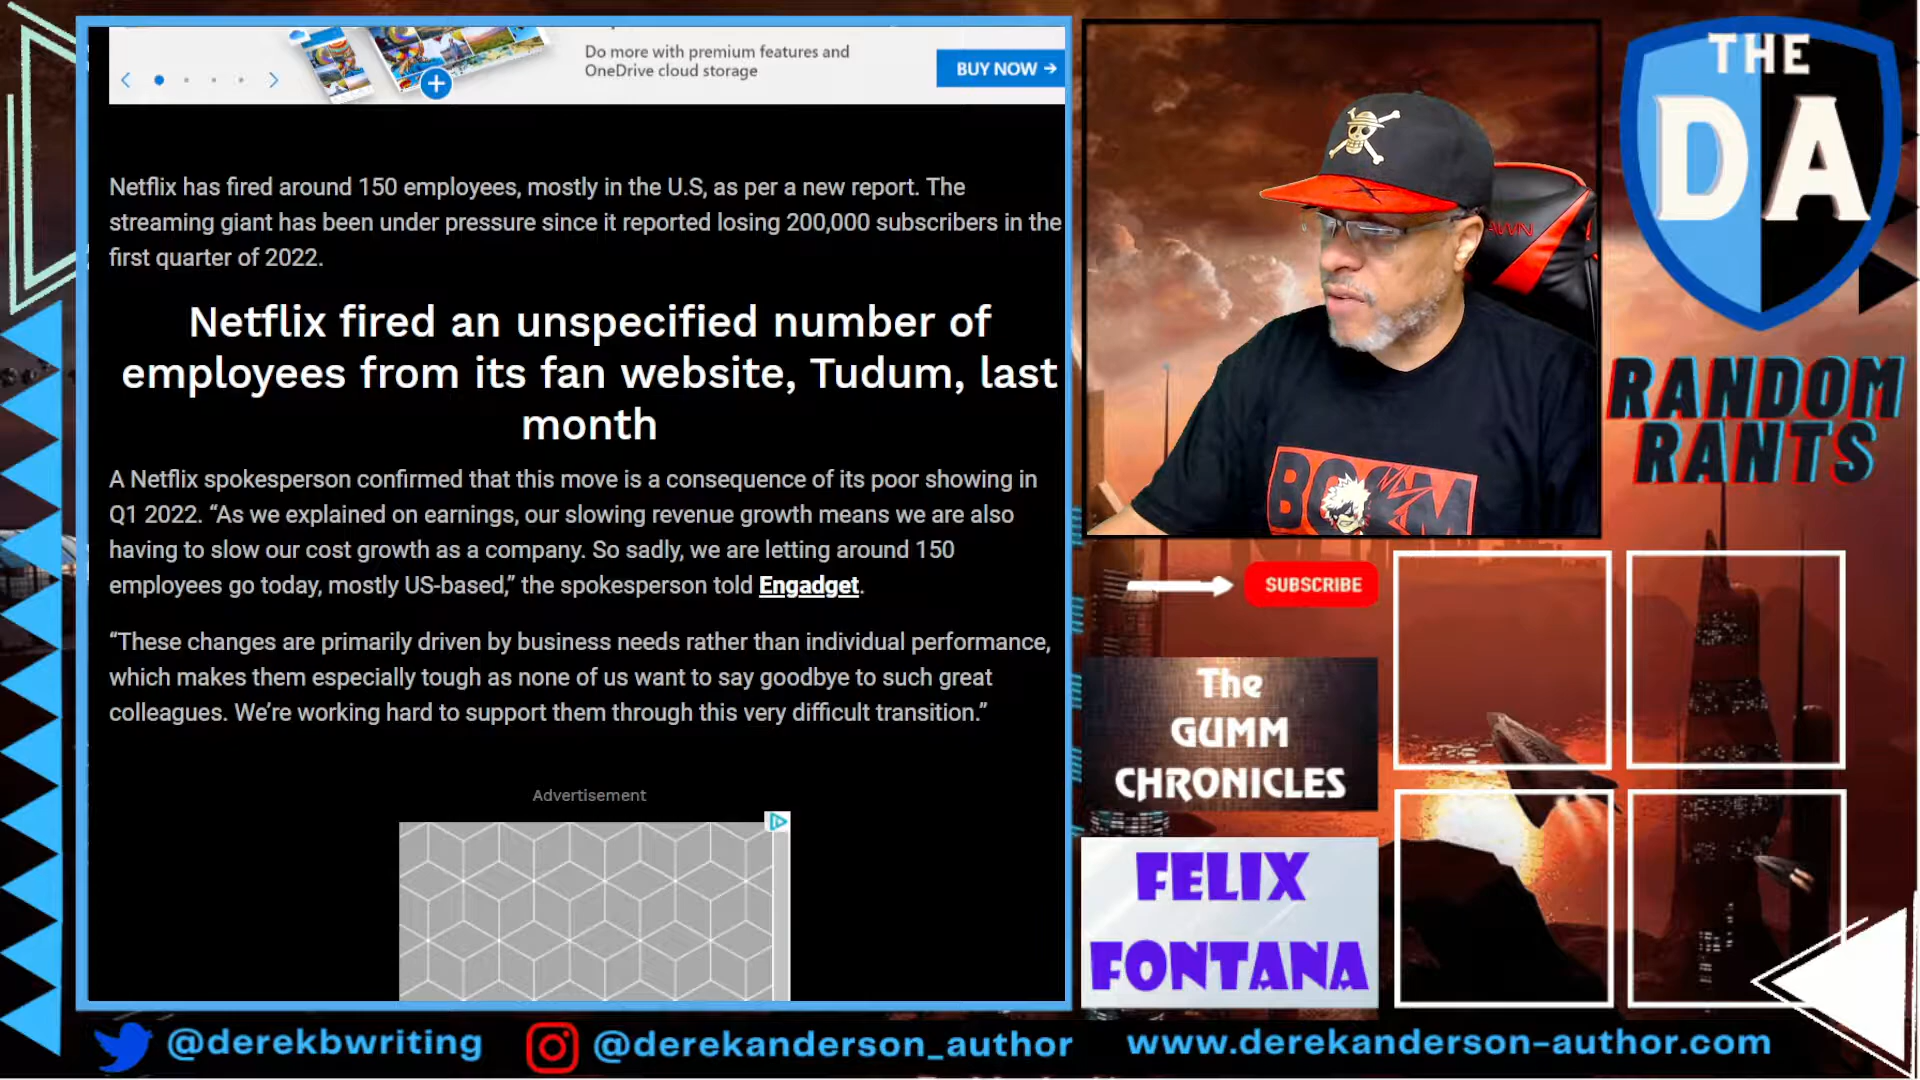 Do more with premium features and
OneDrive cloud storage
BUY NOW →
Netflix has fired around 150 employees, mostly in the U.S, as per a new report. The
streaming giant has been under pressure since it reported losing 200,000 subscribers in the
first quarter of 2022.
Netflix fired an unspecified number of
employees from its fan website, Tudum, last
month
A Netflix spokesperson confirmed that this move is a consequence of its poor showing in
Q1 2022. “As we explained on earnings, our slowing revenue growth means we are also
having to slow our cost growth as a company. So sadly, we are letting around 150
employees go today, mostly US-based,” the spokesperson told Engadget.
“These changes are primarily driven by business needs rather than individual performance,
which makes them especially tough as none of us want to say goodbye to such great
colleagues. We’re working hard to support them through this very difficult transition.”
Advertisement
AWN
BOOM
THE
DA
RANDOM
RANTS
SUBSCRIBE
The
GUMM
CHRONICLES
FELIX
FONTANA
@derekbwriting
@derekanderson_author
www.derekanderson-author.com